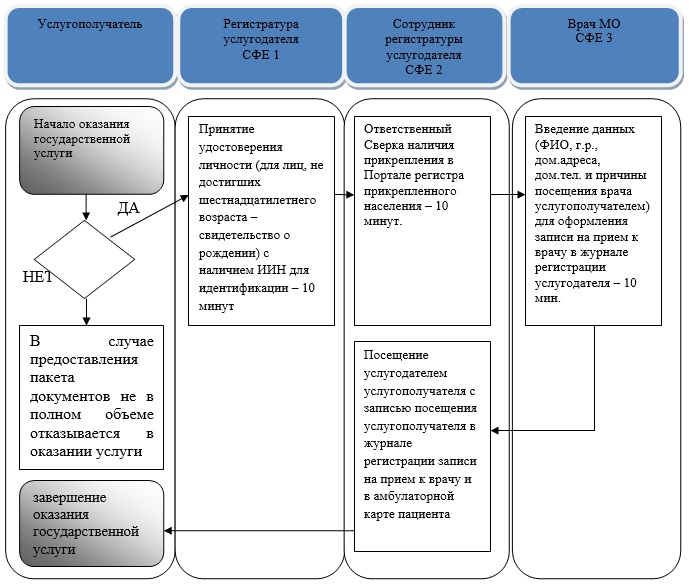 Услугополучатель
Регистратура
услугодателя
СФЕ 1
Сотрудник
регистратуры
услугодателя
СФЕ 2
Врач МО
СФЕ 3
Начало оказания
государственной
услуги
ДА
НЕТ
В случае
предоставления
пакета
документов не в
полном объеме
отказывается в
оказании услуги
завершение
оказания
государственной
услуги
Принятие
удостоверения
личности (для лиц, не
достигших
шестнадцатилетнего
возраста –
свидетельство о
рождении) с
наличием ИИН для
идентификации – 10
минут
Ответственный
Сверка наличия
прикрепления в
Портале регистра
прикрепленного
населения – 10
минут.
Введение данных
(ФИО, г.р.,
дом.адреса,
дом.тел. и причины
посещения врача
услугополучателем)
для оформления
записи на прием к
врачу в журнале
регистрации
услугодателя – 10
мин.
Посещение
услугодателем
услугополучателя с
записью посещения
услугополучателя в
журнале
регистрации записи
на прием к врачу и
в амбулаторной
карте пациента